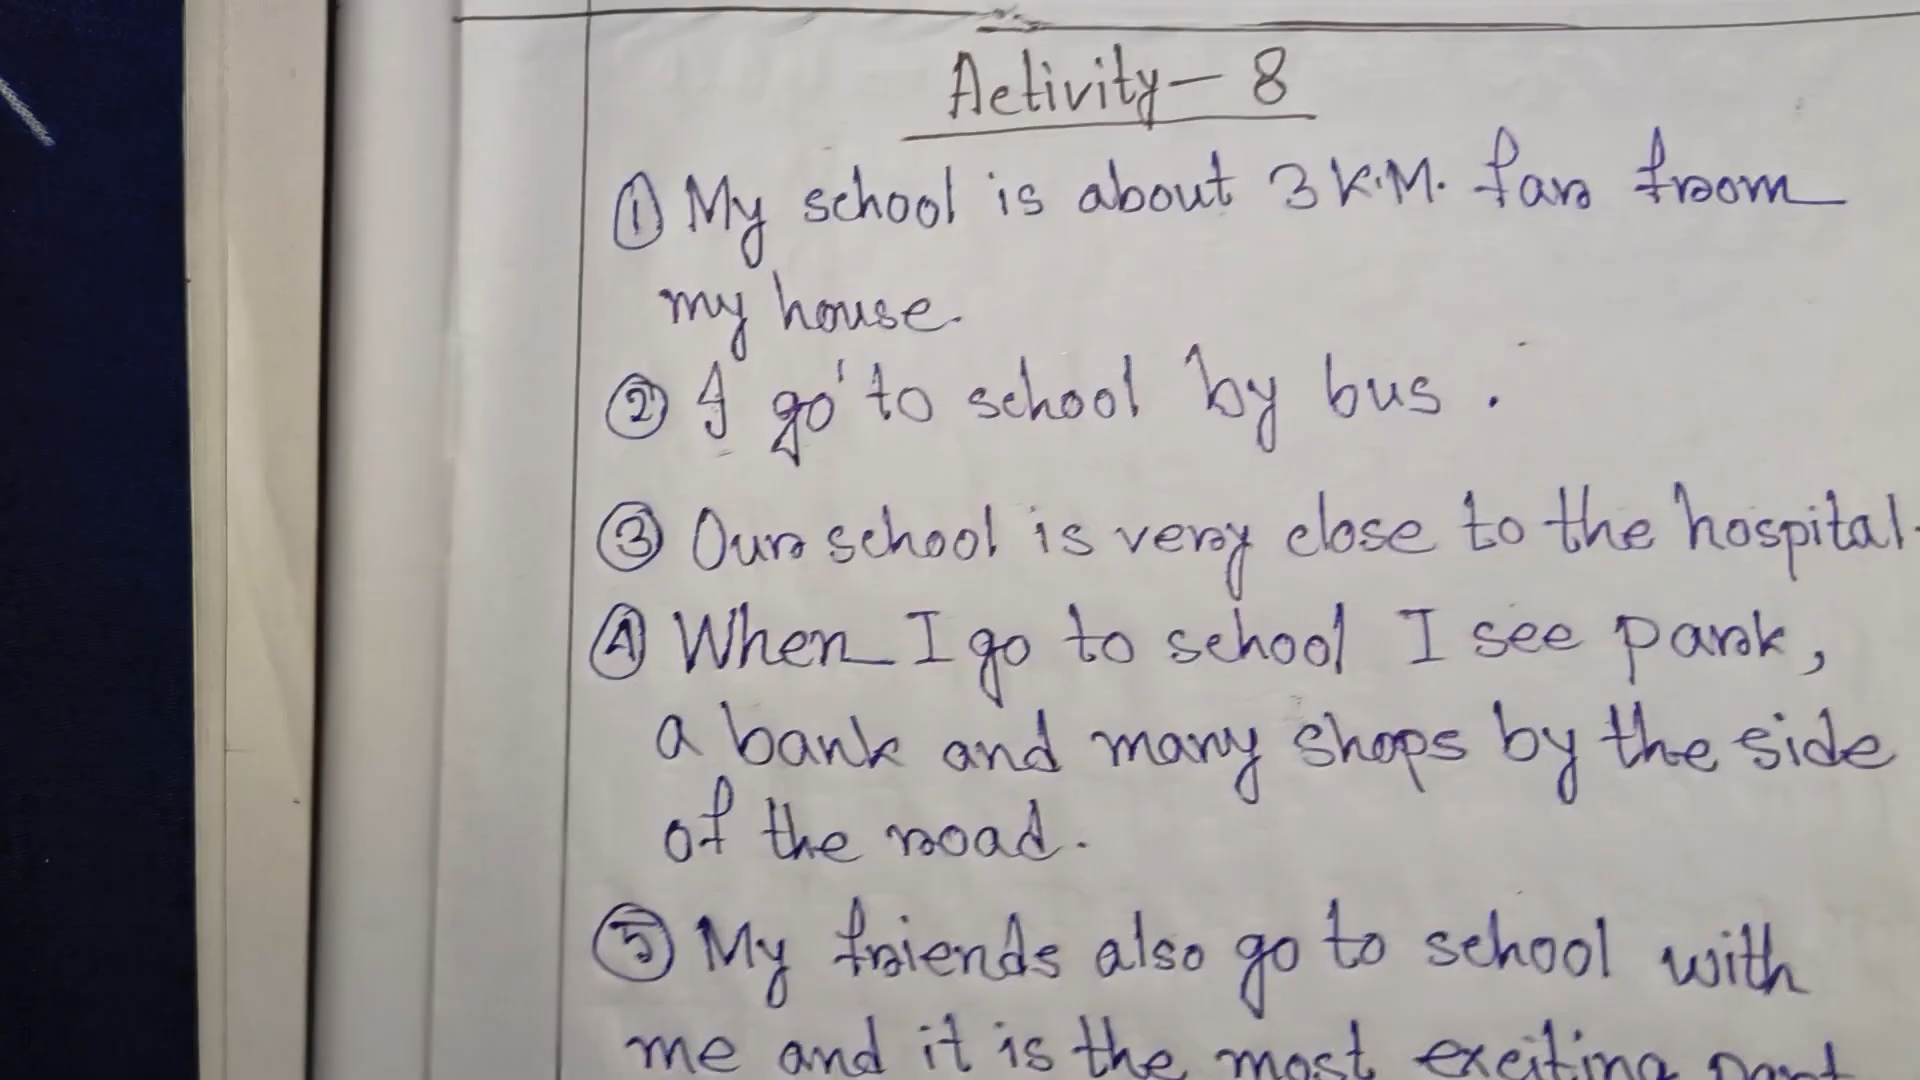 Activity - 8
① My school is about 3 K.M. far from
my house.
② I go to school by bus.
③ Our school is very close to the hospital.
④ When I go to school I see park,
a bank and many shops by the side
of the road.
⑤ My friends also go to school with
me and it is the most exciting part